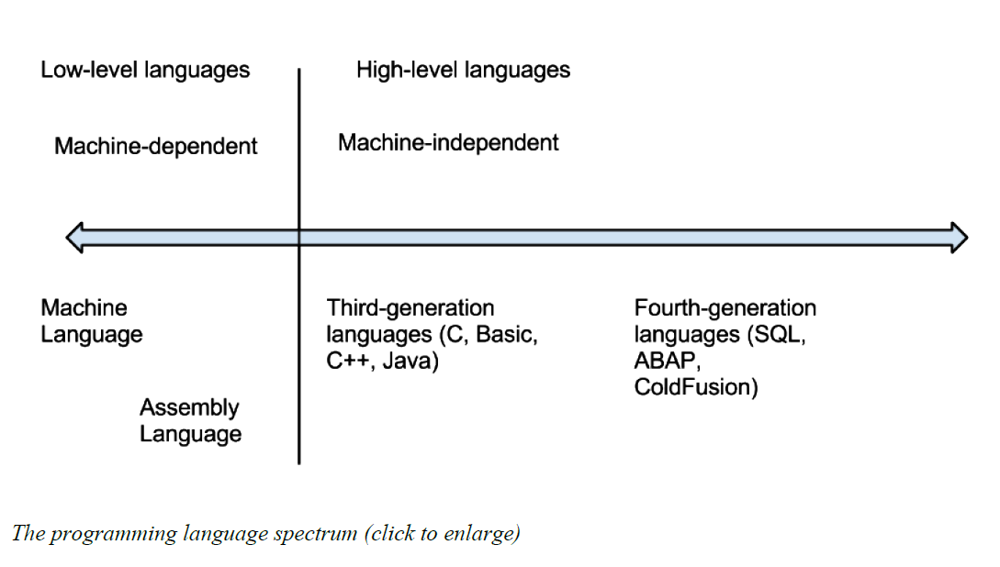 Low-level languages
High-level languages
Machine-dependent
Machine-independent
Machine
Language
Third-generation
languages (C, Basic,
C++, Java)
Fourth-generation
languages (SQL,
ABAP,
ColdFusion)
Assembly
Language
The programming language spectrum (click to enlarge)